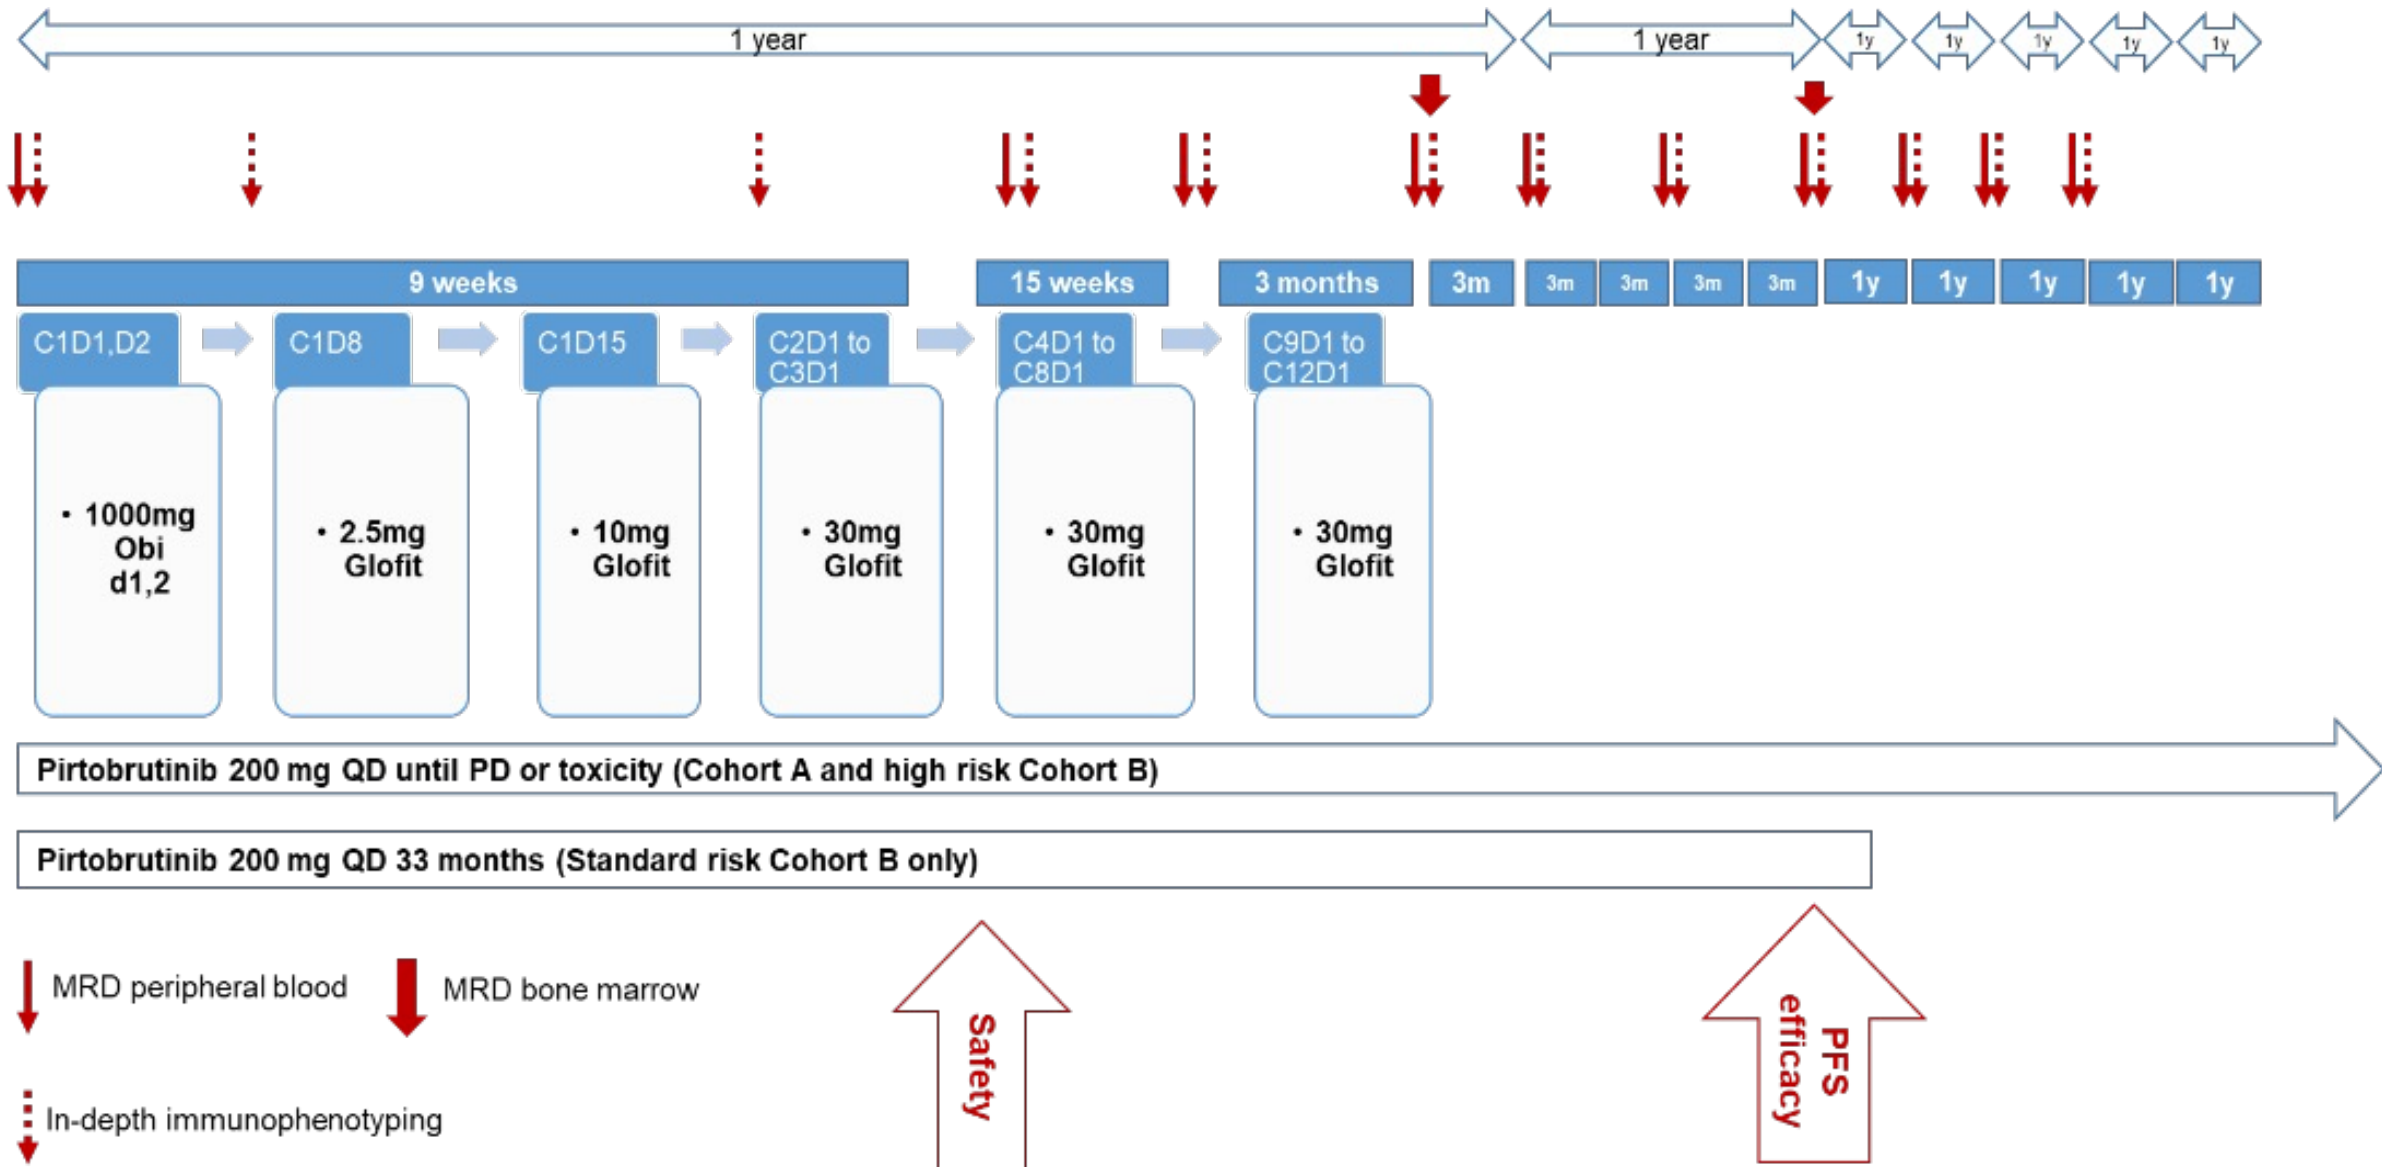 1 year
1 year
1y
1y
1y
1y
1y
9 weeks
15 weeks
3 months
3m
3m
3m
3m
3m
1y
1y
1y
1y
1y
C1D1,D2
C1D8
C1D15
C2D1 to
C3D1
C4D1 to
C8D1
C9D1 to
C12D1
• 1000mg
Obi
d1,2
• 2.5mg
Glofit
• 10mg
Glofit
• 30mg
Glofit
• 30mg
Glofit
• 30mg
Glofit
Pirtobrutinib 200 mg QD until PD or toxicity (Cohort A and high risk Cohort B)
Pirtobrutinib 200 mg QD 33 months (Standard risk Cohort B only)
MRD peripheral blood
MRD bone marrow
In-depth immunophenotyping
Safety
PFS
efficacy